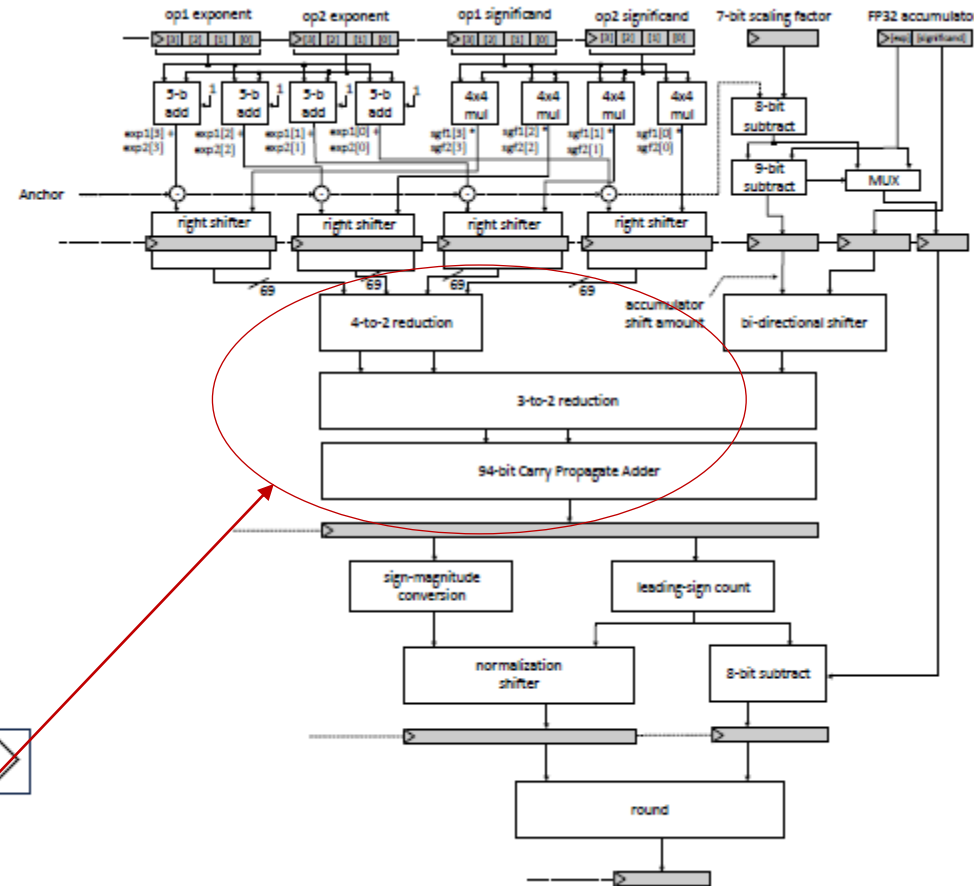 op1 exponent op2 exponent op1 significand op2 significand 7-bit scaling factor FP32 accumulato
[3] [2] [1] [0] [3] [2] [1] [0] [3] [2] [1] [0] [3] [2] [1] [0] [exp] [significand]
5-b add 1 5-b add 1 5-b add 1 5-b add 1 4x4 mul 4x4 mul 4x4 mul 4x4 mul
8-bit subtract
exp1[3] + exp1[2] + exp1[1] + exp1[0] + sgf1[3] * sgf1[2] * sgf1[1] * sgf1[0] *
exp2[3] exp2[2] exp2[1] exp2[0] sgf2[3] sgf2[2] sgf2[1] sgf2[0]
9-bit subtract MUX
Anchor - - - -
right shifter right shifter right shifter right shifter
69 69 69 69
4-to-2 reduction
accumulator shift amount
bi-directional shifter
3-to-2 reduction
94-bit Carry Propagate Adder
sign-magnitude conversion
leading-sign count
normalization shifter
8-bit subtract
round